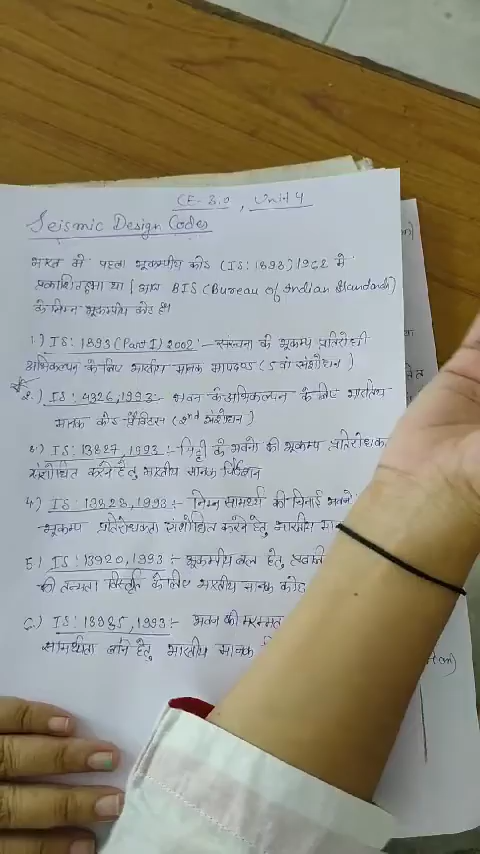 CE-3.0, Unit 4
Seismic Design Codes
भारत में पहला भूकम्पीय कोड (IS: 1893) 1962 में
प्रकाशित हुआ था। आज BIS (Bureau of Indian Standards)
के निम्न भूकम्पीय कोड हैं।
1.) IS: 1893 (Part I) 2002 :- संरचना के भूकम्प प्रतिरोधी
अभिकल्पन के लिए भारतीय मानक मापदण्ड (5 वां संशोधन)
2.) IS: 4326, 1993 :- भवन के अभिकल्पन के लिए भारतीय
मानक कोड प्रैक्टिस (2nd संशोधन)
3.) IS: 13827, 1993 :- मिट्टी के भवनों की भूकम्प प्रतिरोधक
संशोधित करने हेतु भारतीय मानक
4.) IS: 13828, 1993 :- निम्न सामर्थ्य की चिनाई भवनों
भूकम्प प्रतिरोधकता संशोधित करने हेतु भारतीय
5.) IS: 13920, 1993 :- भूकम्पीय बल हेतु
की तन्यता के लिए भारतीय मानक कोड
6.) IS: 13935, 1993 :- भवन की मरम्मत
सामर्थ्यता हेतु भारतीय मानक